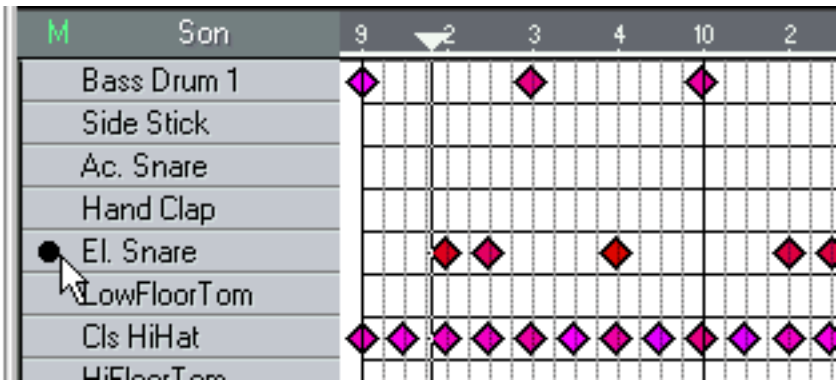 M Son 9 2 3 4 10 2
Bass Drum 1
Side Stick
Ac. Snare
Hand Clap
El. Snare
LowFloorTom
Cls HiHat
HiFloorTom